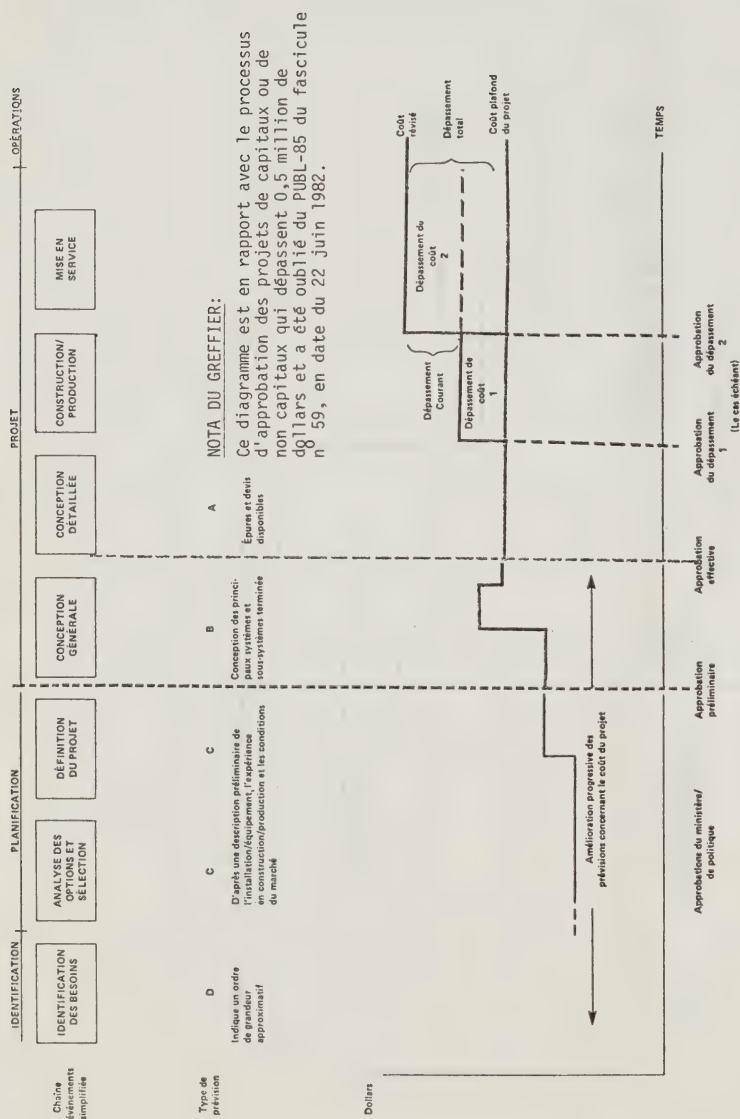 IDENTIFICATION
PLANIFICATION
PROJET
OPÉRATIONS
Chaîne
événements
simplifiée
IDENTIFICATION
DES BESOINS
ANALYSE DES
OPTIONS ET
SÉLECTION
DÉFINITION
DU PROJET
CONCEPTION
GÉNÉRALE
CONCEPTION
DÉTAILLÉE
CONSTRUCTION/
PRODUCTION
MISE EN
SERVICE
Type de
prévision
D
C
C
B
A
Indique un ordre
de grandeur
approximatif
D'après une description préliminaire de
l'installation/équipement, l'expérience
en construction/production et les conditions
du marché
Conception des princi-
paux systèmes et
sous-systèmes terminée
Épures et devis
disponibles
NOTA DU GREFFIER:
Ce diagramme est en rapport avec le processus
d'approbation des projets de capitaux ou de
non capitaux qui dépassent 0,5 million de
dollars et a été oublié du PUBL-85 du fascicule
nº 59, en date du 22 juin 1982.
Dollars
Amélioration progressive des
prévisions concernant le coût du projet
Dépassement
Courant
Dépassement de
coût
1
Dépassement du
coût
2
Coût
révisé
Dépassement
total
Coût plafond
du projet
TEMPS
Approbations du ministère/
de politique
Approbation
préliminaire
Approbation
effective
Approbation
du dépassement
1
Approbation
du dépassement
2
(Le cas échéant)